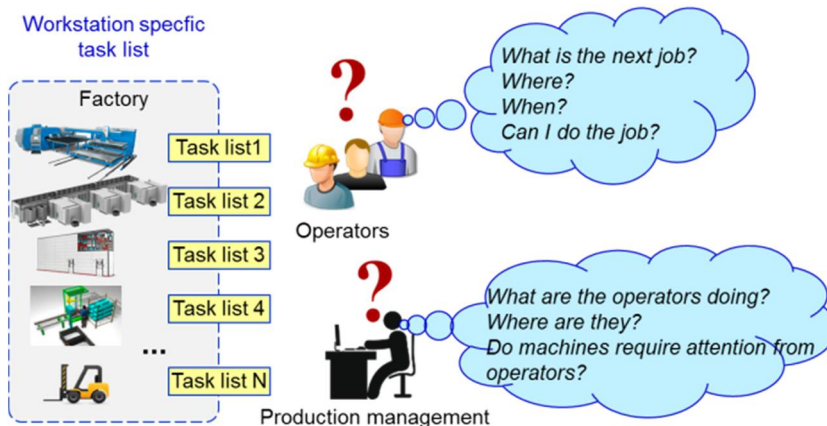 Workstation specfic
task list
Factory
Task list1
Task list 2
Task list 3
Task list 4
...
Task list N
Operators
What is the next job?
Where?
When?
Can I do the job?
Production management
What are the operators doing?
Where are they?
Do machines require attention from
operators?